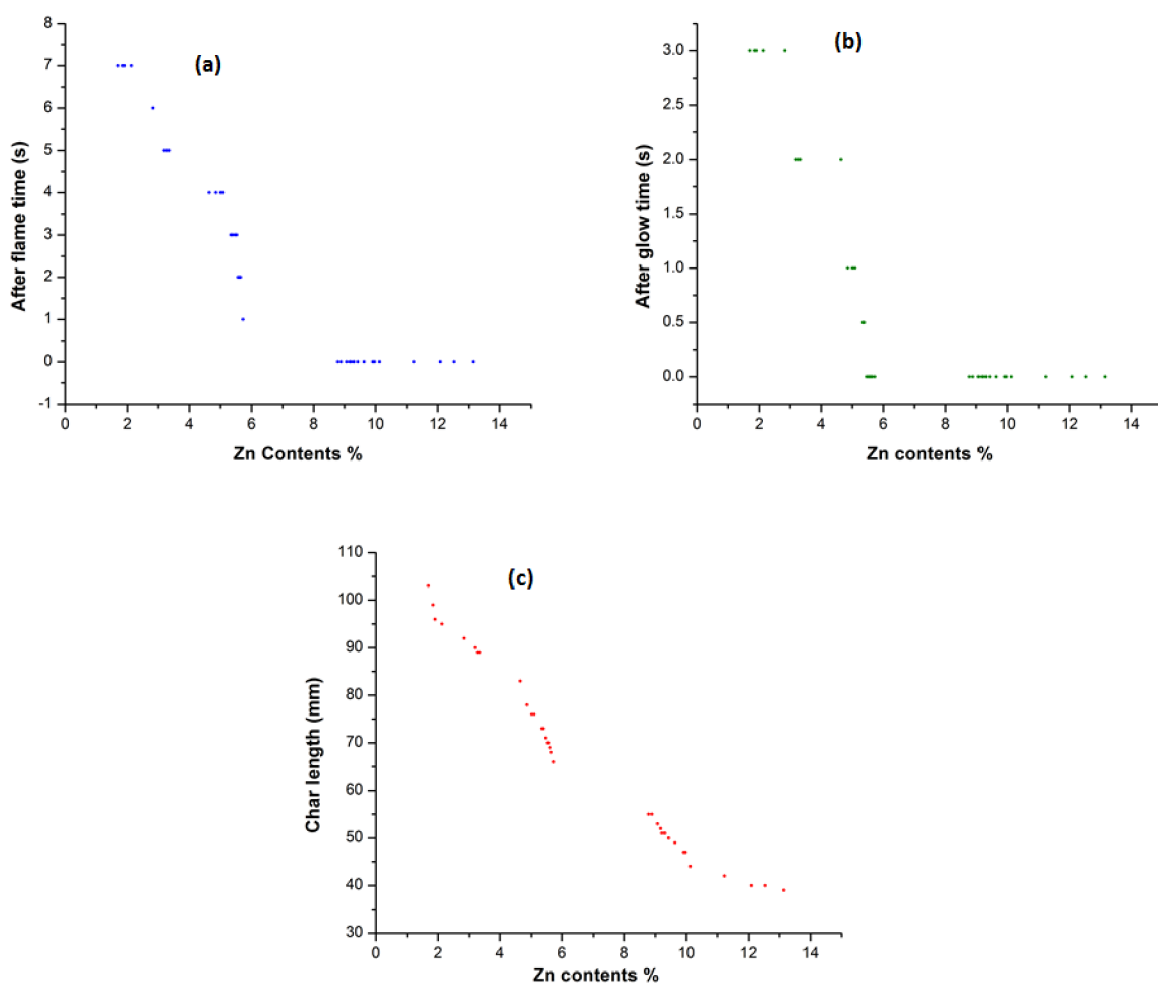 (a)
After flame time (s)
8
7
6
5
4
3
2
1
0
-1
0 2 4 6 8 10 12 14
Zn Contents %
(b)
After glow time (s)
3.0
2.5
2.0
1.5
1.0
0.5
0.0
0 2 4 6 8 10 12 14
Zn contents %
(c)
Char length (mm)
110
100
90
80
70
60
50
40
30
0 2 4 6 8 10 12 14
Zn contents %